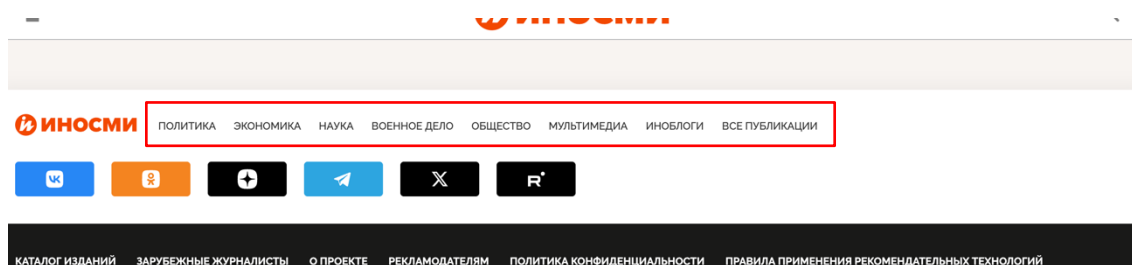 ИНОСМИ
ИНОСМИ ПОЛИТИКА ЭКОНОМИКА НАУКА ВОЕННОЕ ДЕЛО ОБЩЕСТВО МУЛЬТИМЕДИА ИНОБЛОГИ ВСЕ ПУБЛИКАЦИИ
КАТАЛОГ ИЗДАНИЙ ЗАРУБЕЖНЫЕ ЖУРНАЛИСТЫ О ПРОЕКТЕ РЕКЛАМОДАТЕЛЯМ ПОЛИТИКА КОНФИДЕНЦИАЛЬНОСТИ ПРАВИЛА ПРИМЕНЕНИЯ РЕКОМЕНДАТЕЛЬНЫХ ТЕХНОЛОГИЙ